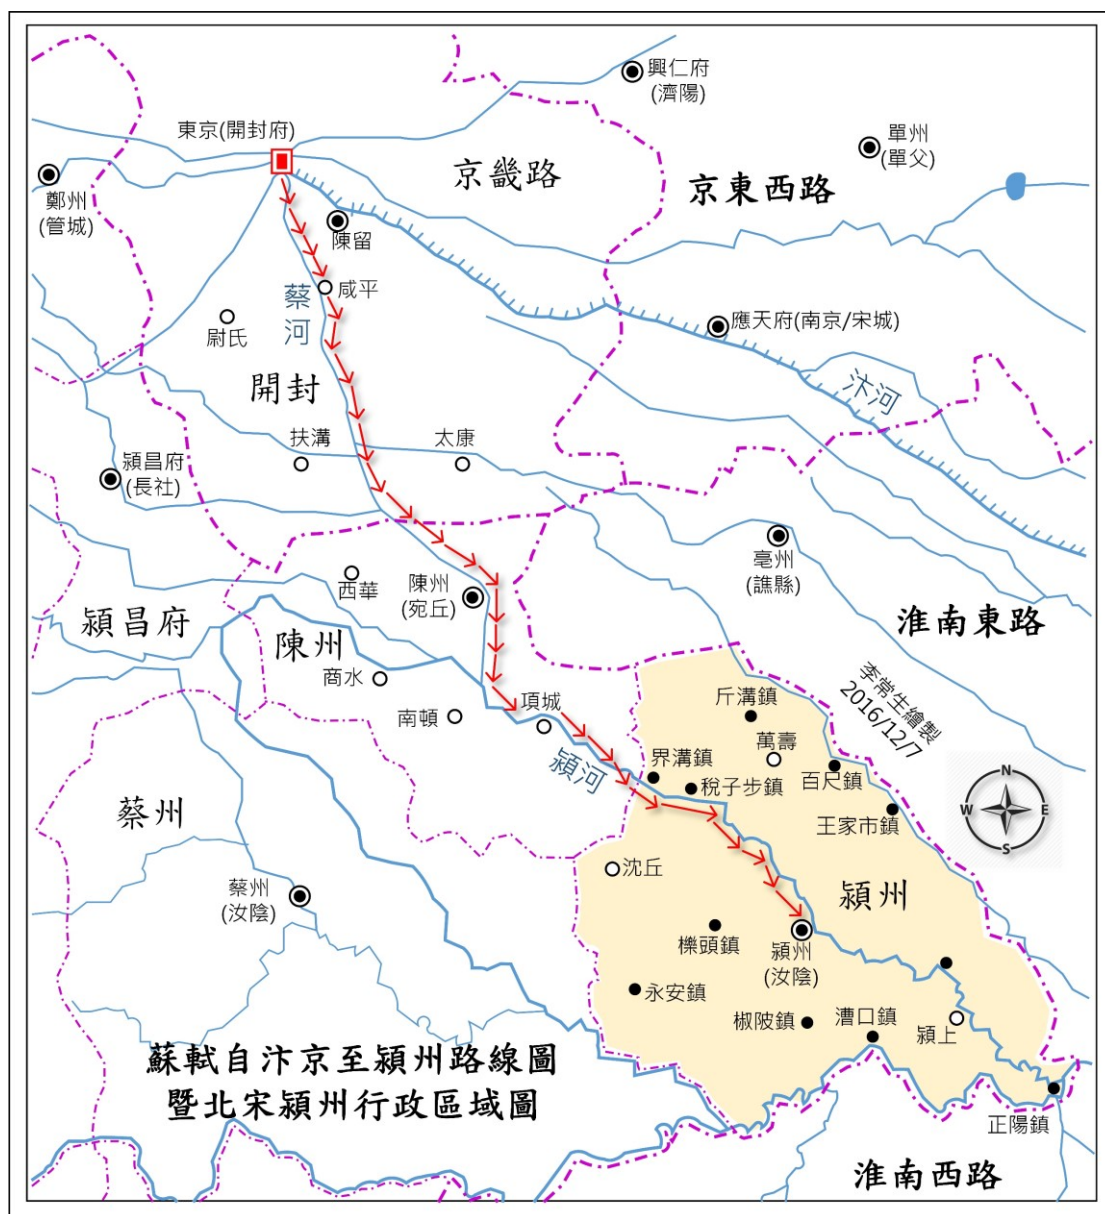 興仁府
(濟陽)
東京(開封府)
單州
(單父)
京畿路
京東西路
鄭州
(管城)
陳留
咸平
蔡河
尉氏
應天府(南京/宋城)
汴河
開封
扶溝
太康
潁昌府
(長社)
亳州
(譙縣)
西華
陳州
(宛丘)
潁昌府
陳州
淮南東路
商水
南頓
項城
李常生繪製
2016/12/7
斤溝鎮
萬壽
百尺鎮
界溝鎮
稅子步鎮
潁河
王家市鎮
N
W
E
S
蔡州
沈丘
蔡州
(汝陰)
潁州
櫟頭鎮
潁州
(汝陰)
永安鎮
椒陂鎮
漕口鎮
潁上
蘇軾自汴京至潁州路線圖
暨北宋潁州行政區域圖
正陽鎮
淮南西路